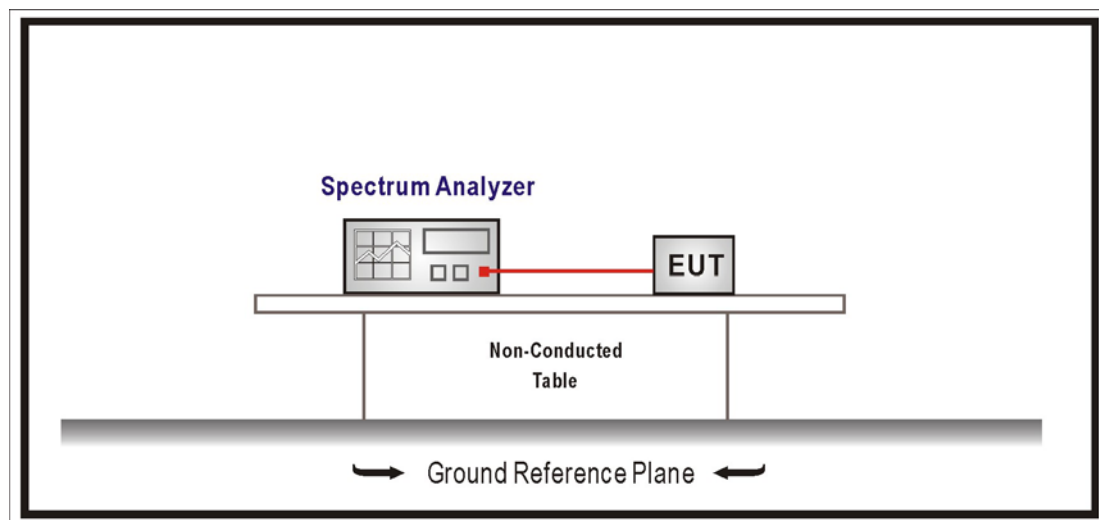 Spectrum Analyzer
EUT
Non-Conducted
Table
Ground Reference Plane